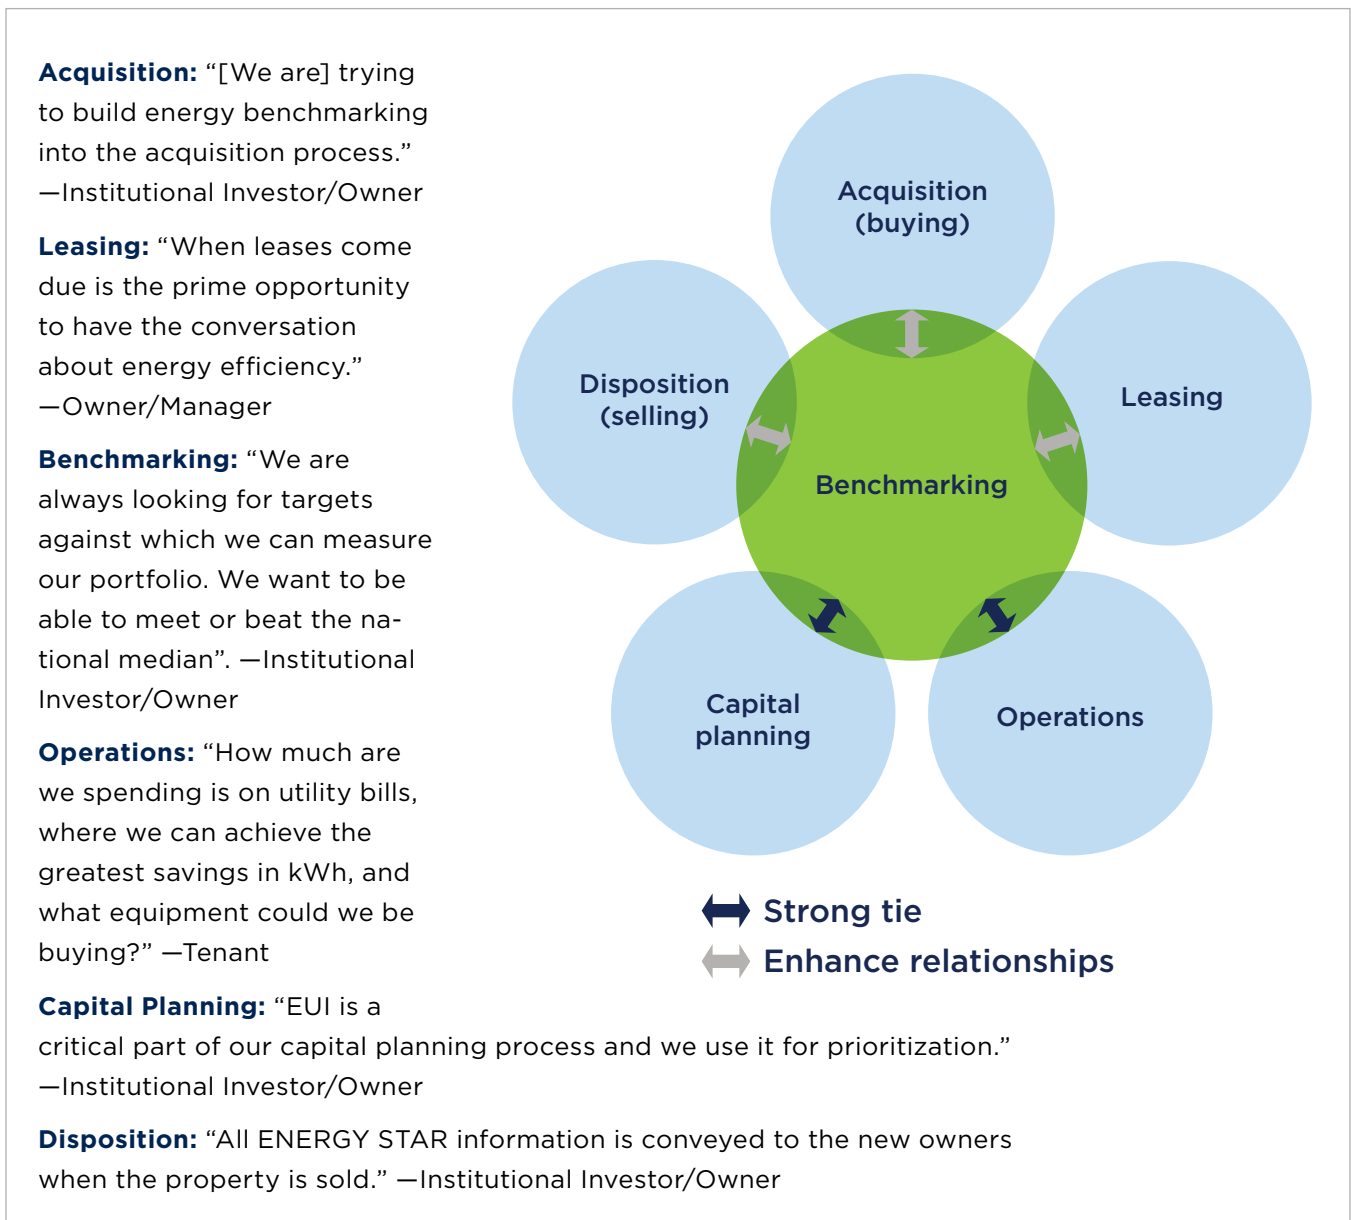 Acquisition: “[We are] trying
to build energy benchmarking
into the acquisition process.”
—Institutional Investor/Owner
Leasing: “When leases come
due is the prime opportunity
to have the conversation
about energy efficiency.”
—Owner/Manager
Benchmarking: “We are
always looking for targets
against which we can measure
our portfolio. We want to be
able to meet or beat the na-
tional median”. —Institutional
Investor/Owner
Operations: “How much are
we spending is on utility bills,
where we can achieve the
greatest savings in kWh, and
what equipment could we be
buying?” —Tenant
Capital Planning: “EUI is a
critical part of our capital planning process and we use it for prioritization.”
—Institutional Investor/Owner
Disposition: “All ENERGY STAR information is conveyed to the new owners
when the property is sold.” —Institutional Investor/Owner
Acquisition
(buying)
Disposition
(selling)
Leasing
Benchmarking
Capital
planning
Operations
Strong tie
Enhance relationships